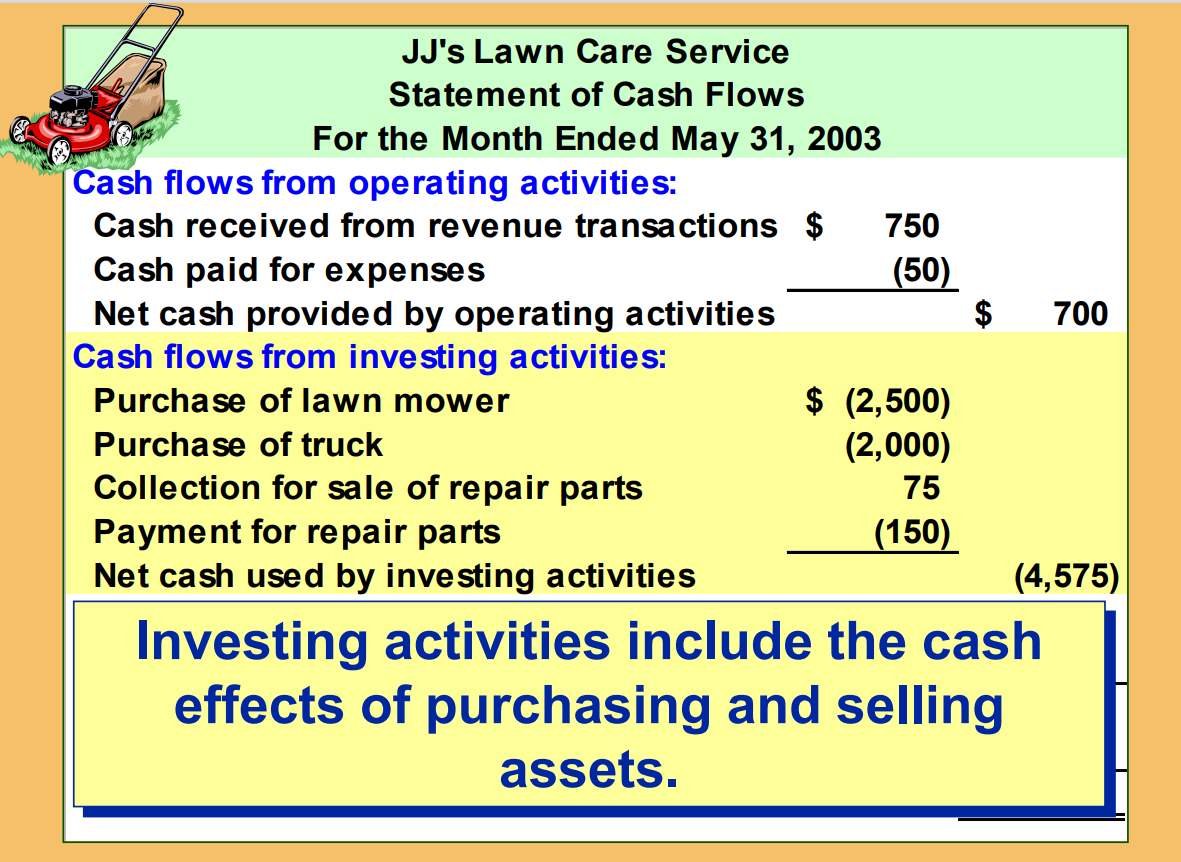 JJ's Lawn Care Service
Statement of Cash Flows
For the Month Ended May 31, 2003
Cash flows from operating activities:
Cash received from revenue transactions $ 750
Cash paid for expenses (50)
Net cash provided by operating activities $ 700
Cash flows from investing activities:
Purchase of lawn mower $ (2,500)
Purchase of truck (2,000)
Collection for sale of repair parts 75
Payment for repair parts (150)
Net cash used by investing activities (4,575)
Investing activities include the cash
effects of purchasing and selling
assets.